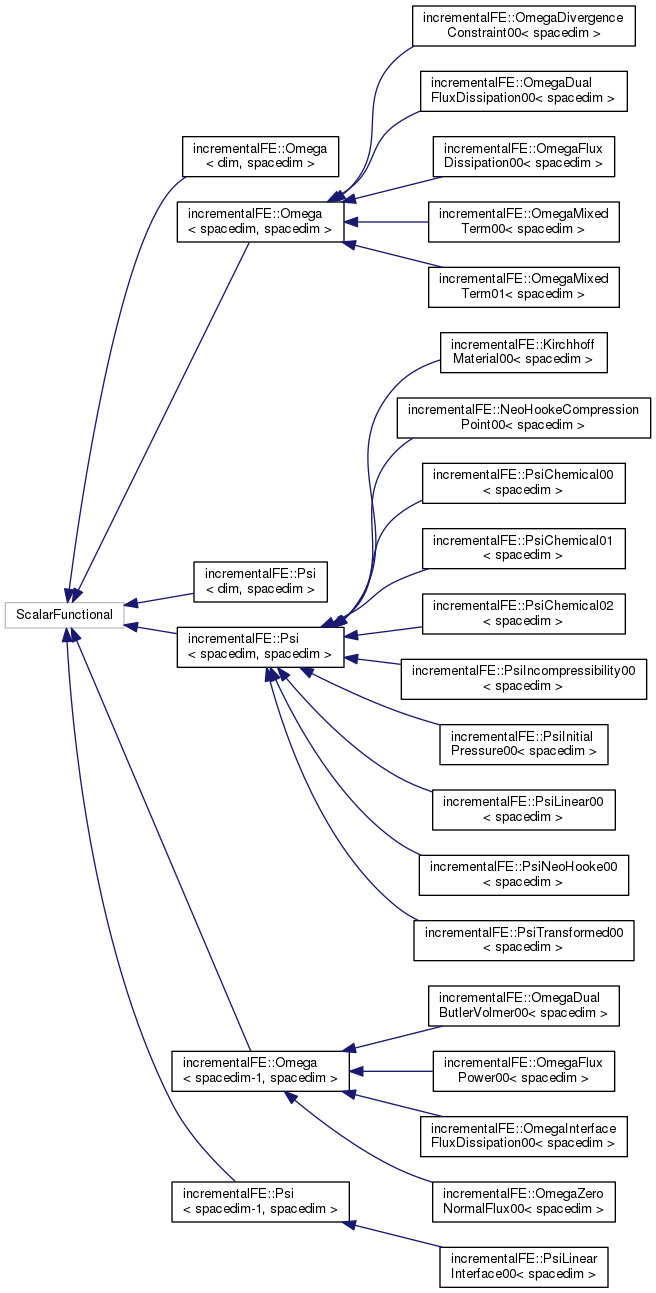 incrementalFE::OmegaDivergence
Constraint00< spacedim >
incrementalFE::OmegaDual
FluxDissipation00< spacedim >
incrementalFE::Omega
< dim, spacedim >
incrementalFE::OmegaFlux
Dissipation00< spacedim >
incrementalFE::Omega
< spacedim, spacedim >
incrementalFE::OmegaMixed
Term00< spacedim >
incrementalFE::OmegaMixed
Term01< spacedim >
incrementalFE::Kirchhoff
Material00< spacedim >
incrementalFE::NeoHookeCompression
Point00< spacedim >
incrementalFE::PsiChemical00
< spacedim >
incrementalFE::PsiChemical01
< spacedim >
incrementalFE::Psi
< dim, spacedim >
incrementalFE::PsiChemical02
< spacedim >
ScalarFunctional
incrementalFE::Psi
< spacedim, spacedim >
incrementalFE::PsiIncompressibility00
< spacedim >
incrementalFE::PsiInitial
Pressure00< spacedim >
incrementalFE::PsiLinear00
< spacedim >
incrementalFE::PsiNeoHooke00
< spacedim >
incrementalFE::PsiTransformed00
< spacedim >
incrementalFE::OmegaDual
ButlerVolmer00< spacedim >
incrementalFE::Omega
< spacedim-1, spacedim >
incrementalFE::OmegaFlux
Power00< spacedim >
incrementalFE::OmegaInterface
FluxDissipation00< spacedim >
incrementalFE::Psi
< spacedim-1, spacedim >
incrementalFE::OmegaZero
NormalFlux00< spacedim >
incrementalFE::PsiLinear
Interface00< spacedim >